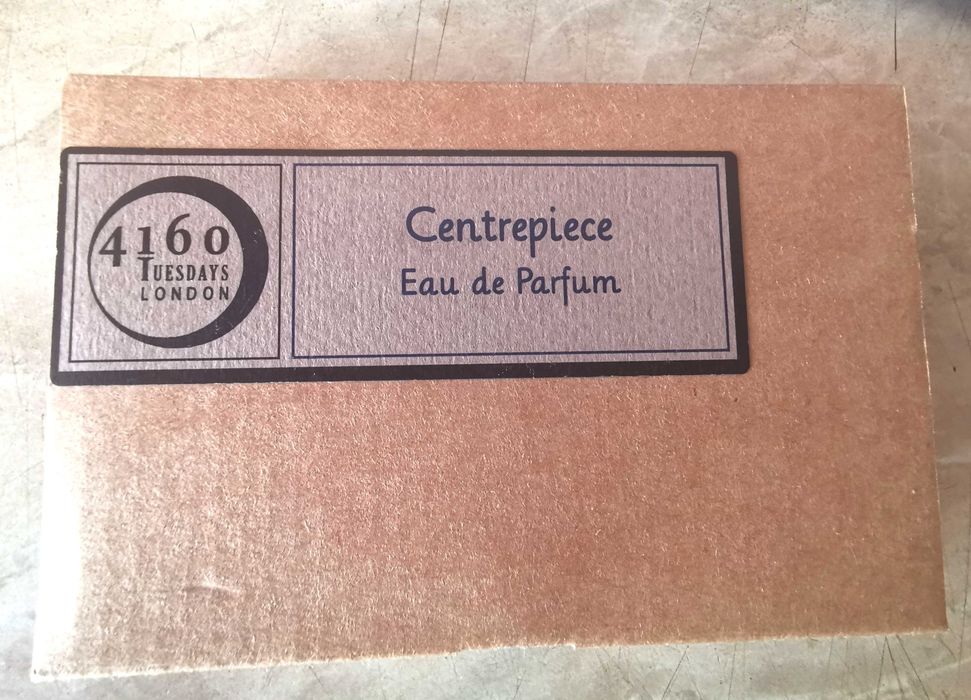 4160
TUESDAYS
LONDON
Centrepiece
Eau de Parfum